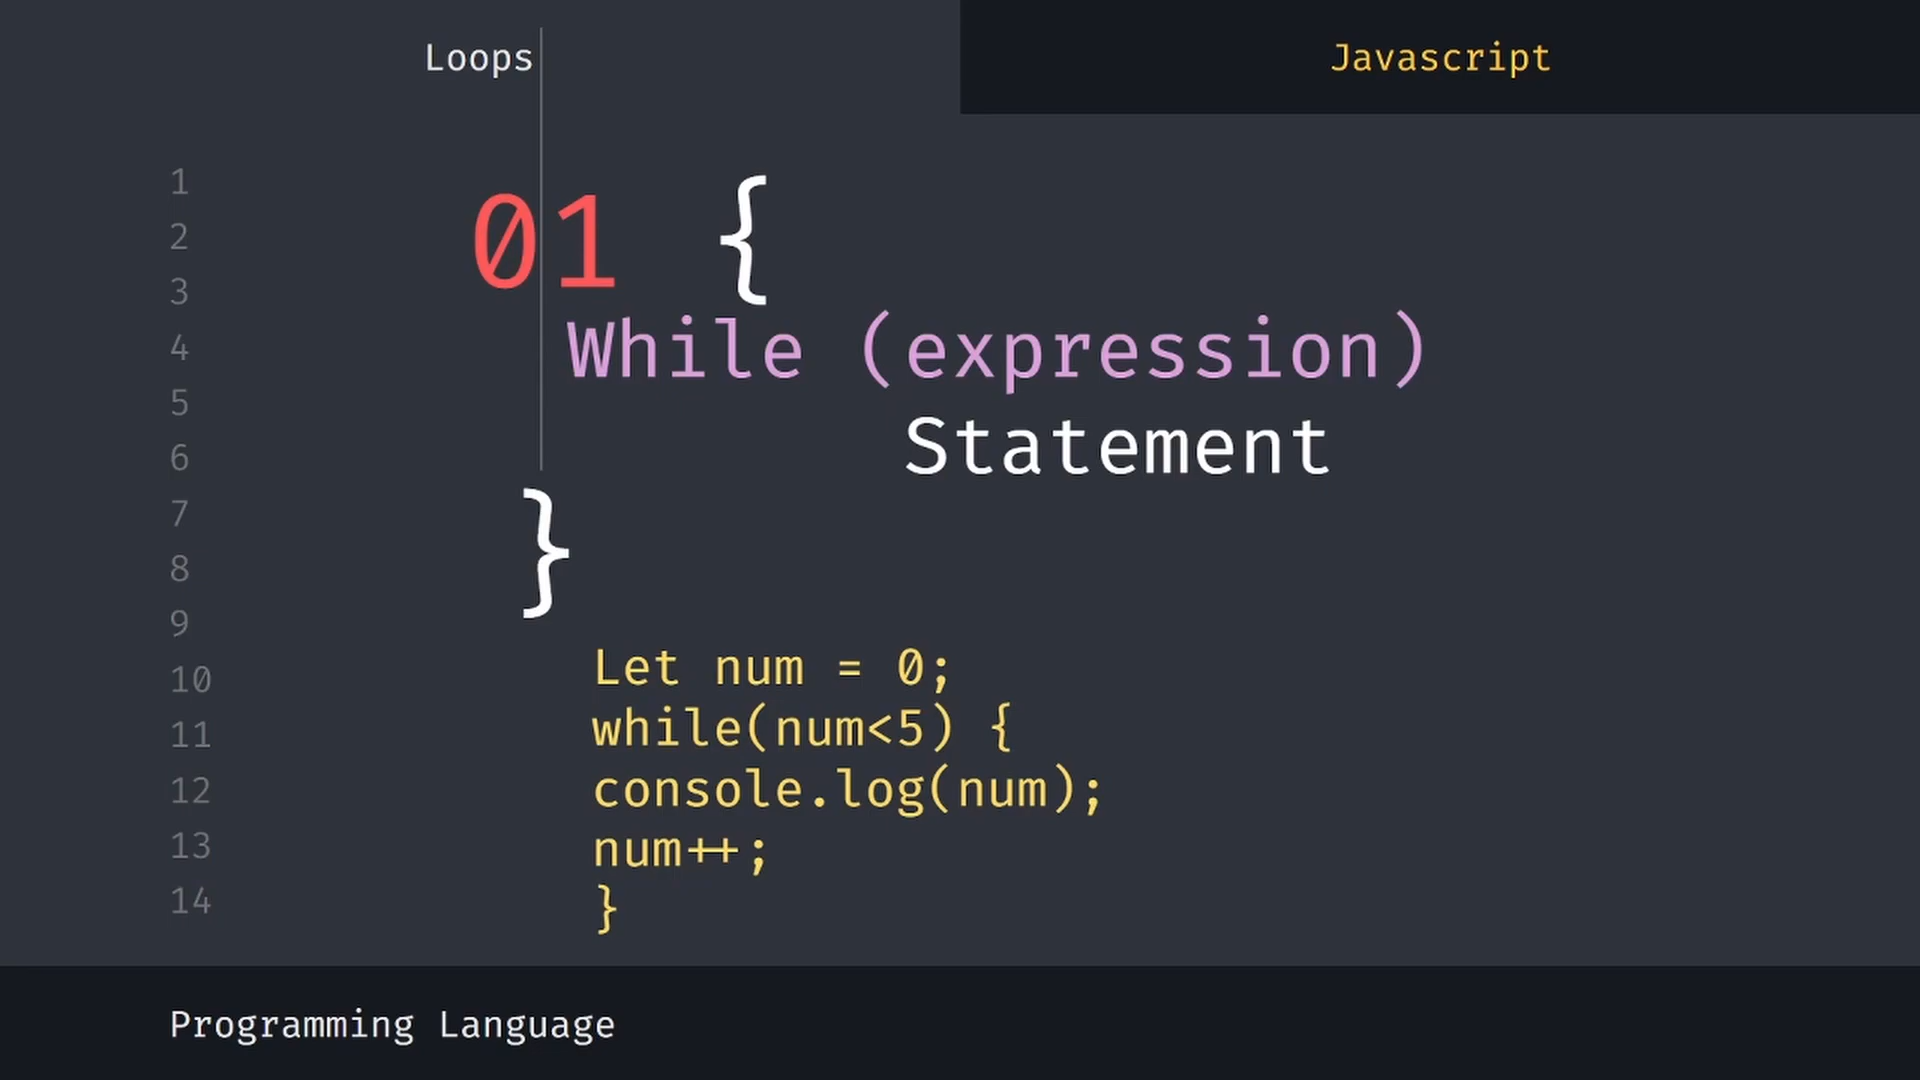 Loops
Javascript
1
2
3
4
5
6
7
8
9
10
11
12
13
14
01 {
While (expression)
Statement
}
Let num = 0;
while(num<5) {
console.log(num);
num++;
}
Programming Language